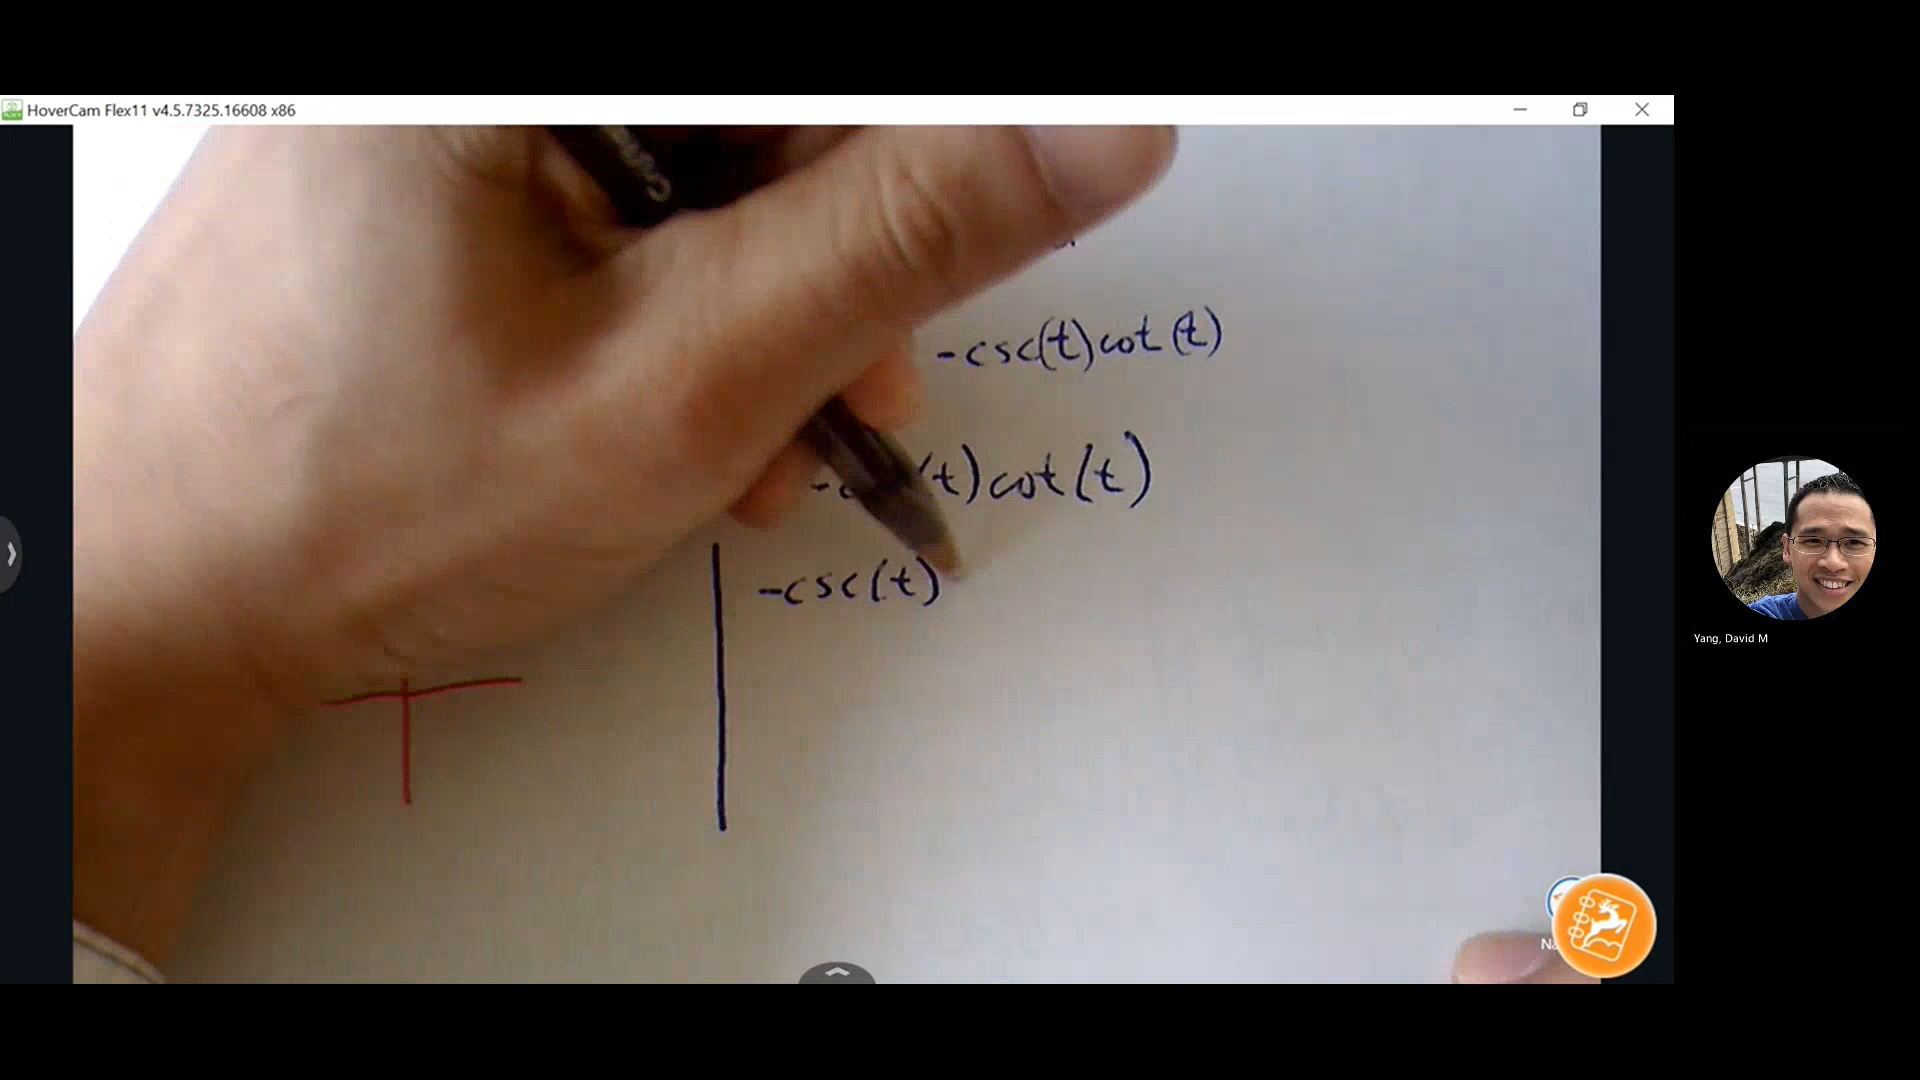 HoverCam Flex11 v4.5.7325.16608 x86
-csc(t)cot(t)
(t)cot(t)
-csc(t)
Yang, David M